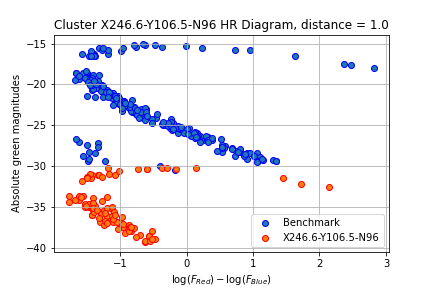 Cluster X246.6-Y106.5-N96 HR Diagram, distance = 1.0
Absolute green magnitudes
−15
−20
−25
−30
−35
−40
Benchmark
X246.6-Y106.5-N96
−1
0
1
2
3
log(F_Red) − log(F_Blue)